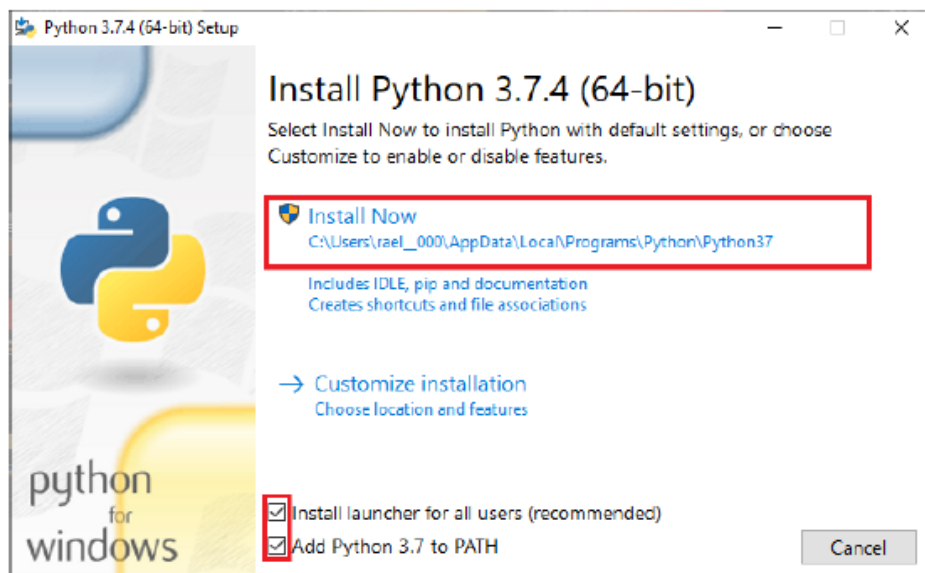 Python 3.7.4 (64-bit) Setup
Install Python 3.7.4 (64-bit)
Select Install Now to install Python with default settings, or choose
Customize to enable or disable features.
Install Now
C:\Users\rael_000\AppData\Local\Programs\Python\Python37
Includes IDLE, pip and documentation
Creates shortcuts and file associations
→ Customize installation
Choose location and features
python
for
windows
Install launcher for all users (recommended)
Add Python 3.7 to PATH
Cancel